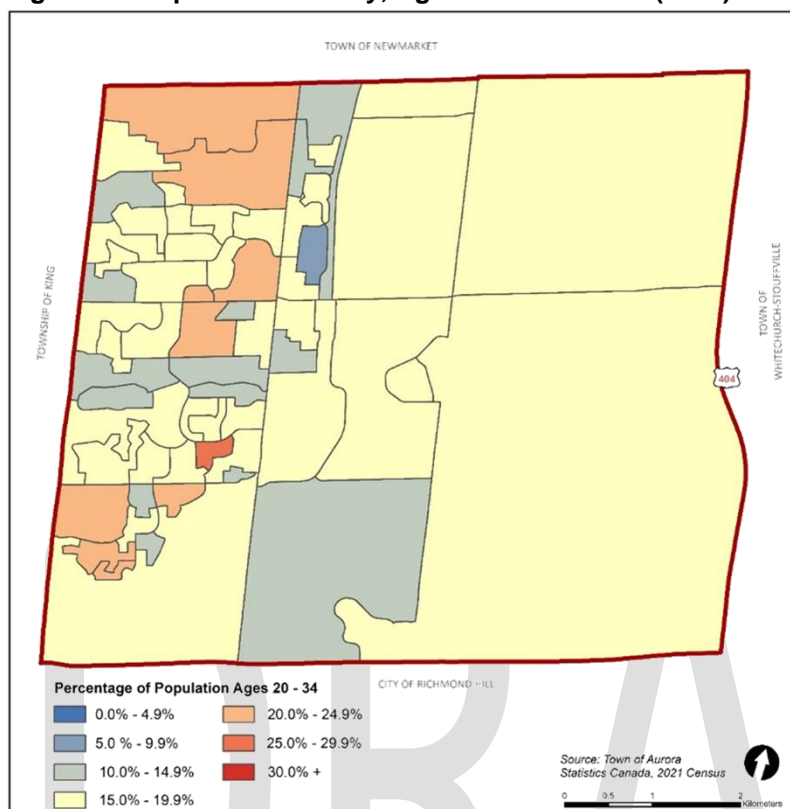 TOWN OF NEWMARKET
TOWNSHIP OF KING
TOWN OF
WHITECHURCH-STOUFFVILLE
404
CITY OF RICHMOND HILL
Percentage of Population Ages 20 - 34
0.0% - 4.9%
5.0 % - 9.9%
10.0% - 14.9%
15.0% - 19.9%
20.0% - 24.9%
25.0% - 29.9%
30.0% +
Source: Town of Aurora
Statistics Canada, 2021 Census
0 0.5 1 2
Kilometers